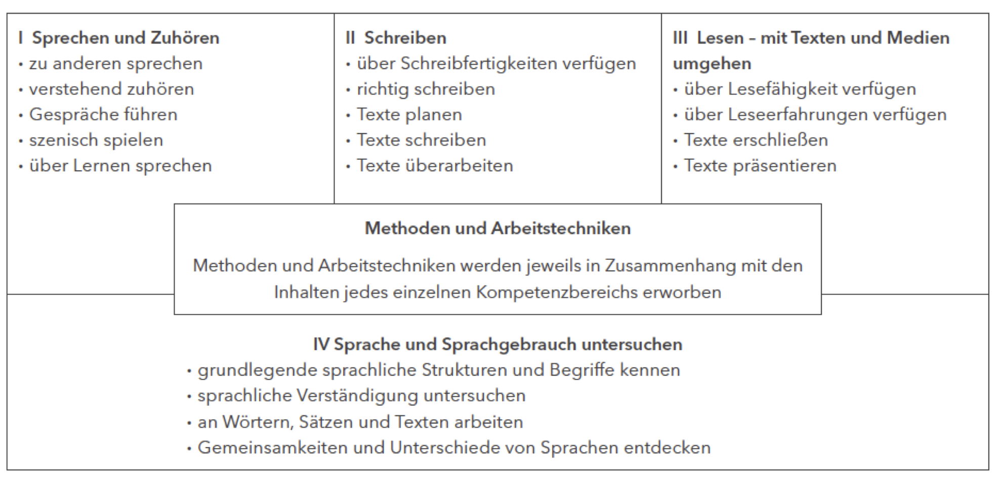 I Sprechen und Zuhören
• zu anderen sprechen
• verstehend zuhören
• Gespräche führen
• szenisch spielen
• über Lernen sprechen
II Schreiben
• über Schreibfertigkeiten verfügen
• richtig schreiben
• Texte planen
• Texte schreiben
• Texte überarbeiten
III Lesen – mit Texten und Medien
umgehen
• über Lesefähigkeit verfügen
• über Leseerfahrungen verfügen
• Texte erschließen
• Texte präsentieren
Methoden und Arbeitstechniken
Methoden und Arbeitstechniken werden jeweils in Zusammenhang mit den
Inhalten jedes einzelnen Kompetenzbereichs erworben
IV Sprache und Sprachgebrauch untersuchen
• grundlegende sprachliche Strukturen und Begriffe kennen
• sprachliche Verständigung untersuchen
• an Wörtern, Sätzen und Texten arbeiten
• Gemeinsamkeiten und Unterschiede von Sprachen entdecken